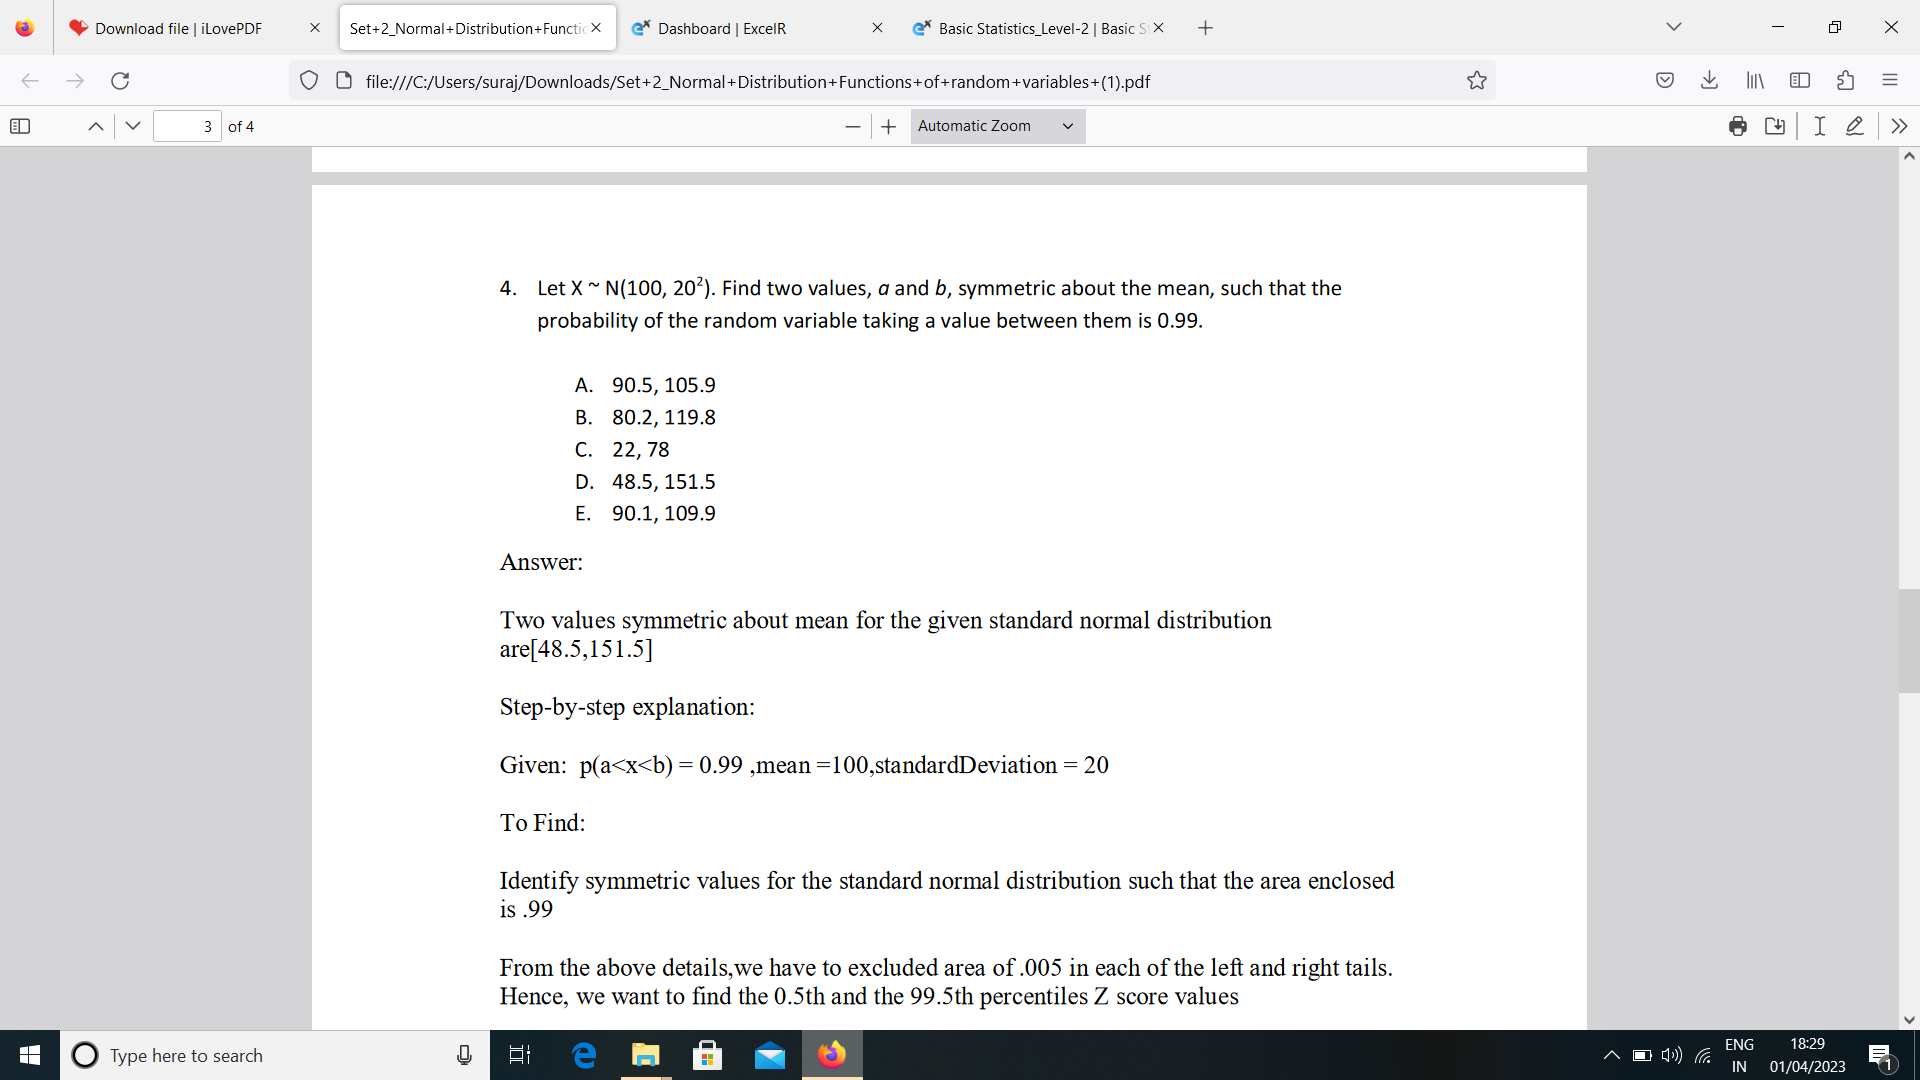 Download file | iLovePDF
Set+2_Normal+Distribution+Functic
Dashboard | ExcelR
Basic Statistics_Level-2 | Basic S
file:///C:/Users/suraj/Downloads/Set+2_Normal+Distribution+Functions+of+random+variables+(1).pdf
3 of 4
Automatic Zoom
4. Let X ~ N(100, 20²). Find two values, a and b, symmetric about the mean, such that the
probability of the random variable taking a value between them is 0.99.
A. 90.5, 105.9
B. 80.2, 119.8
C. 22, 78
D. 48.5, 151.5
E. 90.1, 109.9
Answer:
Two values symmetric about mean for the given standard normal distribution
are[48.5,151.5]
Step-by-step explanation:
Given: p(a<x<b) = 0.99 ,mean =100,standardDeviation = 20
To Find:
Identify symmetric values for the standard normal distribution such that the area enclosed
is .99
From the above details,we have to excluded area of .005 in each of the left and right tails.
Hence, we want to find the 0.5th and the 99.5th percentiles Z score values
Type here to search
ENG
IN
18:29
01/04/2023
1